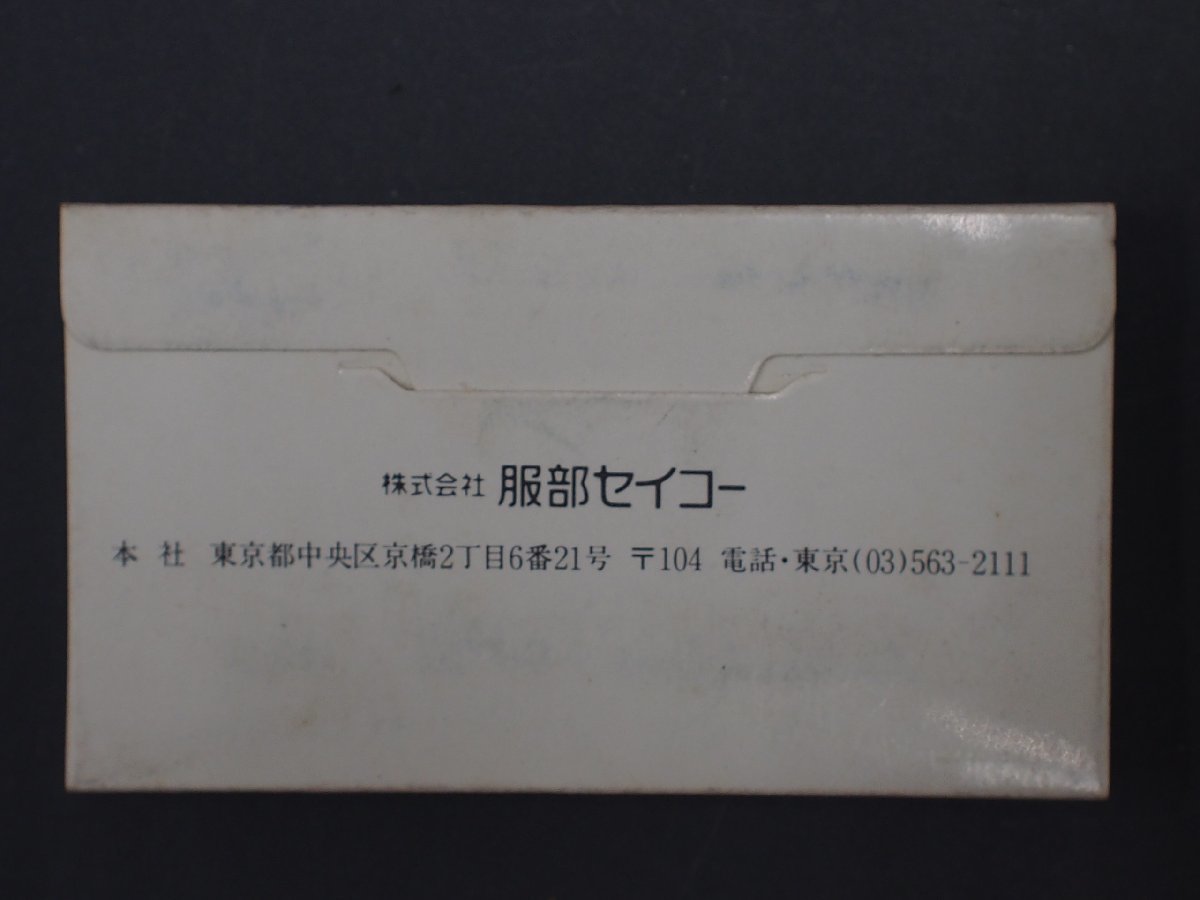 株式会社 服部セイコー
本 社 東京都中央区京橋2丁目6番21号 〒104 電話・東京(03)563-2111